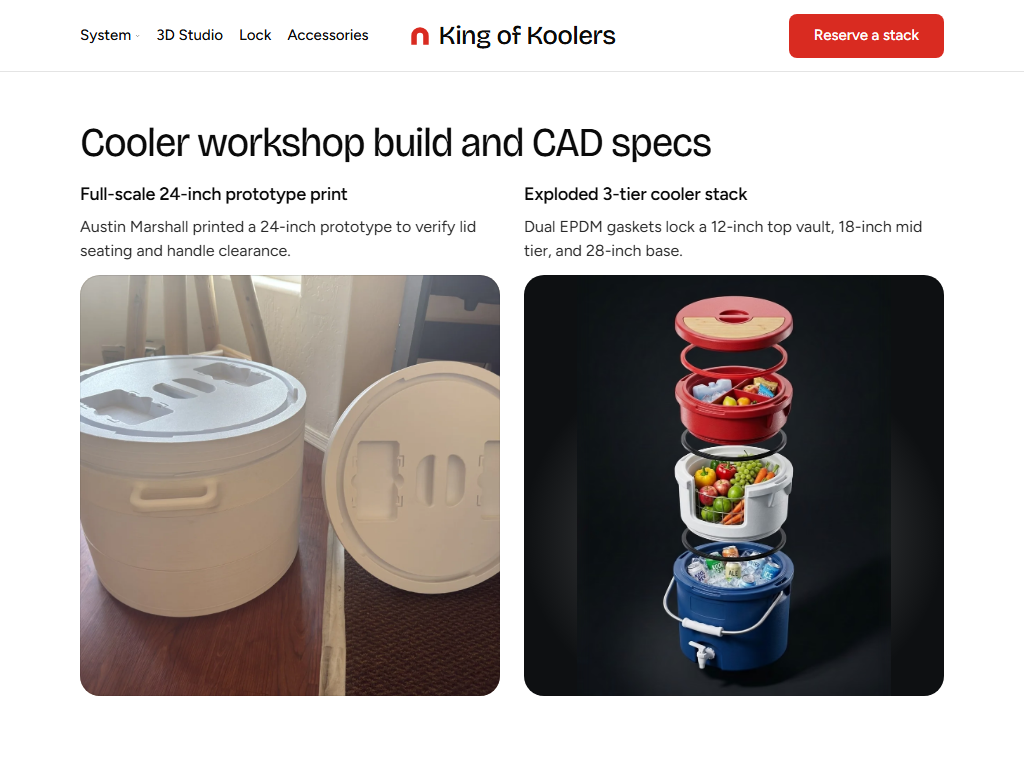 System
3D Studio
Lock
Accessories
King of Koolers
Reserve a stack
Cooler workshop build and CAD specs
Full-scale 24-inch prototype print
Austin Marshall printed a 24-inch prototype to verify lid
seating and handle clearance.
Exploded 3-tier cooler stack
Dual EPDM gaskets lock a 12-inch top vault, 18-inch mid
tier, and 28-inch base.
ALE